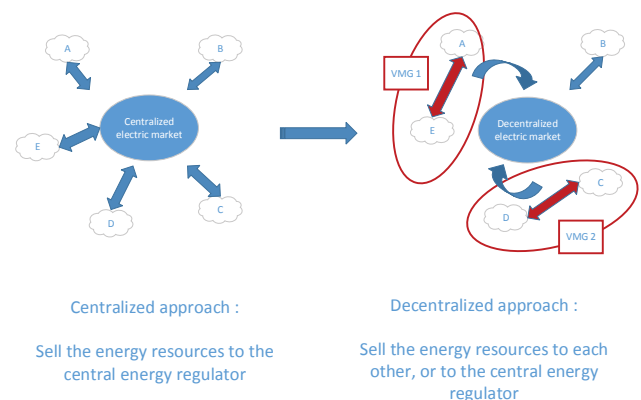 A
B
Centralized
electric market
E
D
C
A
B
VMG 1
Decentralized
electric market
E
C
D
VMG 2
Centralized approach :
Sell the energy resources to the
central energy regulator
Decentralized approach :
Sell the energy resources to each
other, or to the central energy
regulator